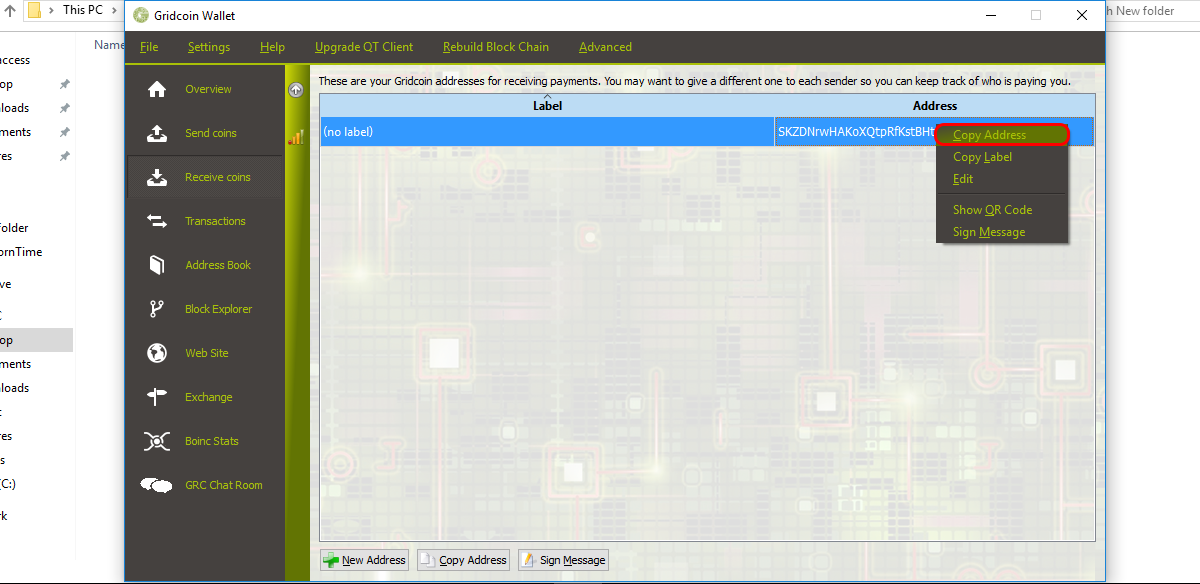 This PC
h New folder
Gridcoin Wallet
File Settings Help Upgrade QT Client Rebuild Block Chain Advanced
Name
ccess
op
loads
ments
res
older
ornTime
ve
op
ments
loads
t
res
s
(C:)
rk
Overview
Send coins
Receive coins
Transactions
Address Book
Block Explorer
Web Site
Exchange
Boinc Stats
GRC Chat Room
These are your Gridcoin addresses for receiving payments. You may want to give a different one to each sender so you can keep track of who is paying you.
Label Address
(no label) SKZDNrwHAKoXQtpRfKstBHt
Copy Address
Copy Label
Edit
Show QR Code
Sign Message
New Address Copy Address Sign Message